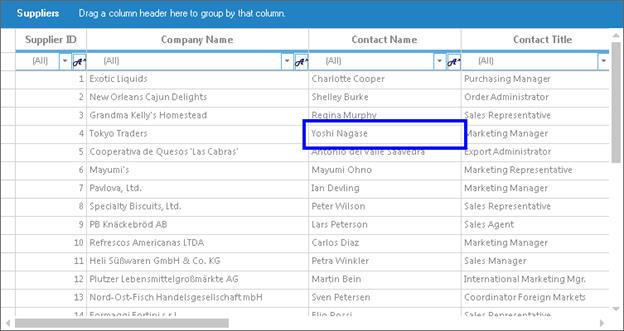 Suppliers Drag a column header here to group by that column.
Supplier ID Company Name Contact Name Contact Title
(All) (All) (All) (All)
1 Exotic Liquids Charlotte Cooper Purchasing Manager
2 New Orleans Cajun Delights Shelley Burke Order Administrator
3 Grandma Kelly's Homestead Regina Murphy Sales Representative
4 Tokyo Traders Yoshi Nagase Marketing Manager
5 Cooperativa de Quesos 'Las Cabras' Antonio del Valle Saavedra Export Administrator
6 Mayumi's Mayumi Ohno Marketing Representative
7 Pavlova, Ltd. Ian Devling Marketing Manager
8 Specialty Biscuits, Ltd. Peter Wilson Sales Representative
9 PB Knäckebröd AB Lars Peterson Sales Agent
10 Refrescos Americanas LTDA Carlos Diaz Marketing Manager
11 Heli Süßwaren GmbH & Co. KG Petra Winkler Sales Manager
12 Plutzer Lebensmittelgroßmärkte AG Martin Bein International Marketing Mgr.
13 Nord-Ost-Fisch Handelsgesellschaft mbH Sven Petersen Coordinator Foreign Markets
14 Formaggi Fortini s.r.l. Elio Rossi Sales Representative